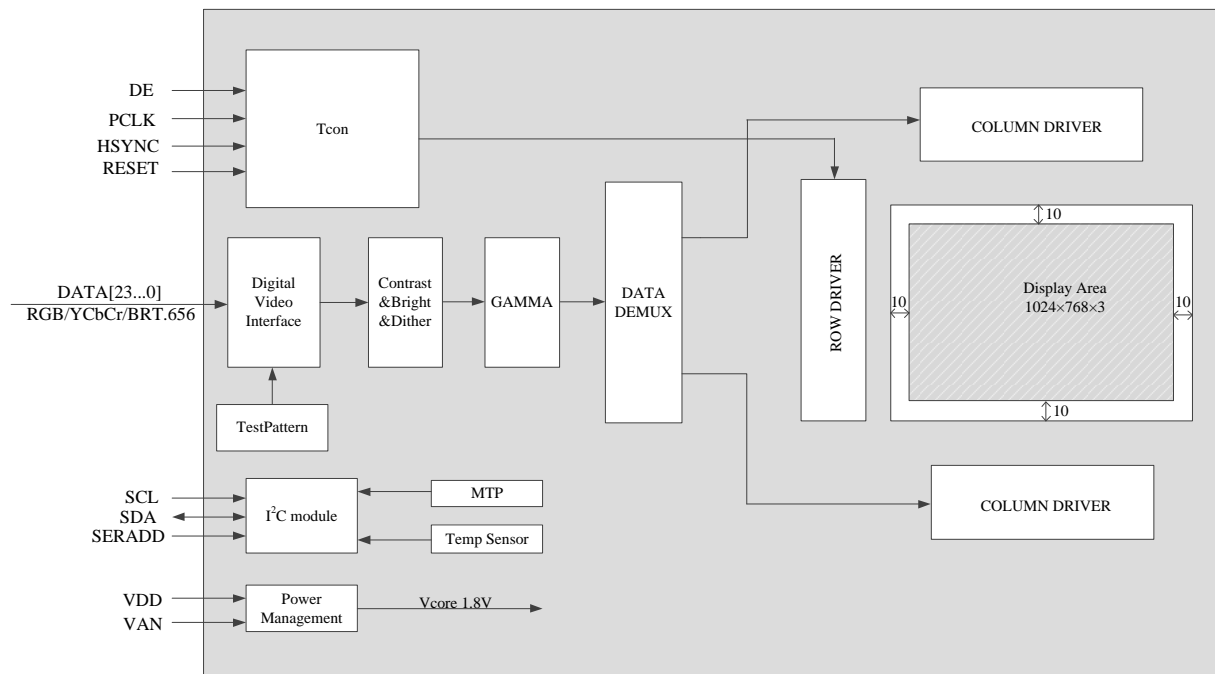 DE
PCLK
HSYNC
RESET
Tcon
COLUMN DRIVER
DATA[23...0]
RGB/YCbCr/BRT.656
Digital
Video
Interface
Contrast
&Bright
&Dither
GAMMA
DATA
DEMUX
ROW DRIVER
10
10
Display Area
1024×768×3
10
10
TestPattern
SCL
SDA
SERADD
I²C module
MTP
Temp Sensor
COLUMN DRIVER
VDD
VAN
Power
Management
Vcore 1.8V